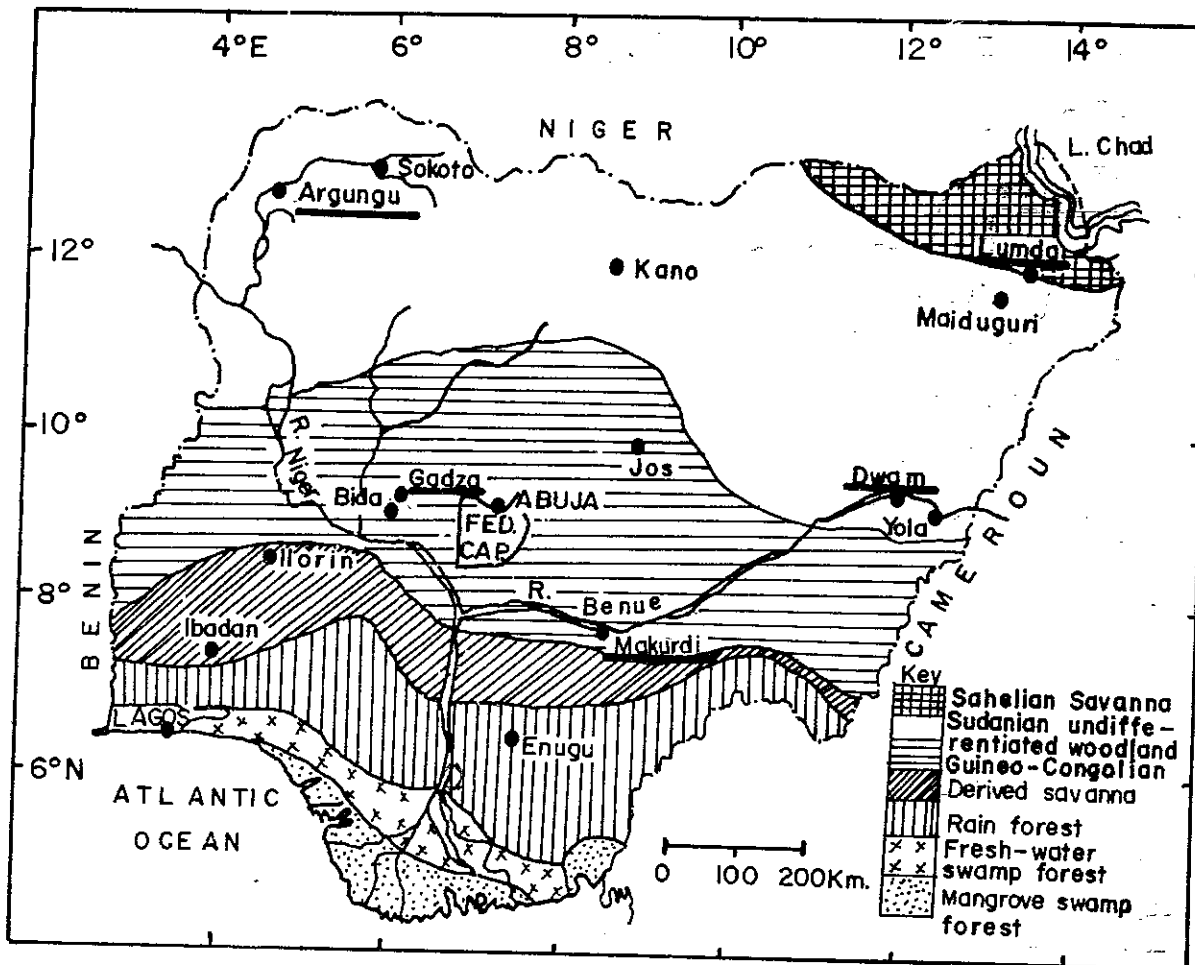 4°E 6° 8° 10° 12° 14°
NIGER
L. Chad
Sokoto
Argungu
12°
Kano
Lumda
Maiduguri
10°
R. Niger
Jos
Gadza
Bida
ABUJA
FED.
CAP.
Dwam
Yola
BENIN
CAMEROUN
Ilorin
8°
R. Benue
Ibadan
Makurdi
LAGOS
Enugu
6°N
ATLANTIC
OCEAN
0 100 200Km.
Key
Sahelian Savanna
Sudanian undiffe-
rentiated woodland
Guineo-Congolian
Derived savanna
Rain forest
Fresh-water
swamp forest
Mangrove swamp
forest